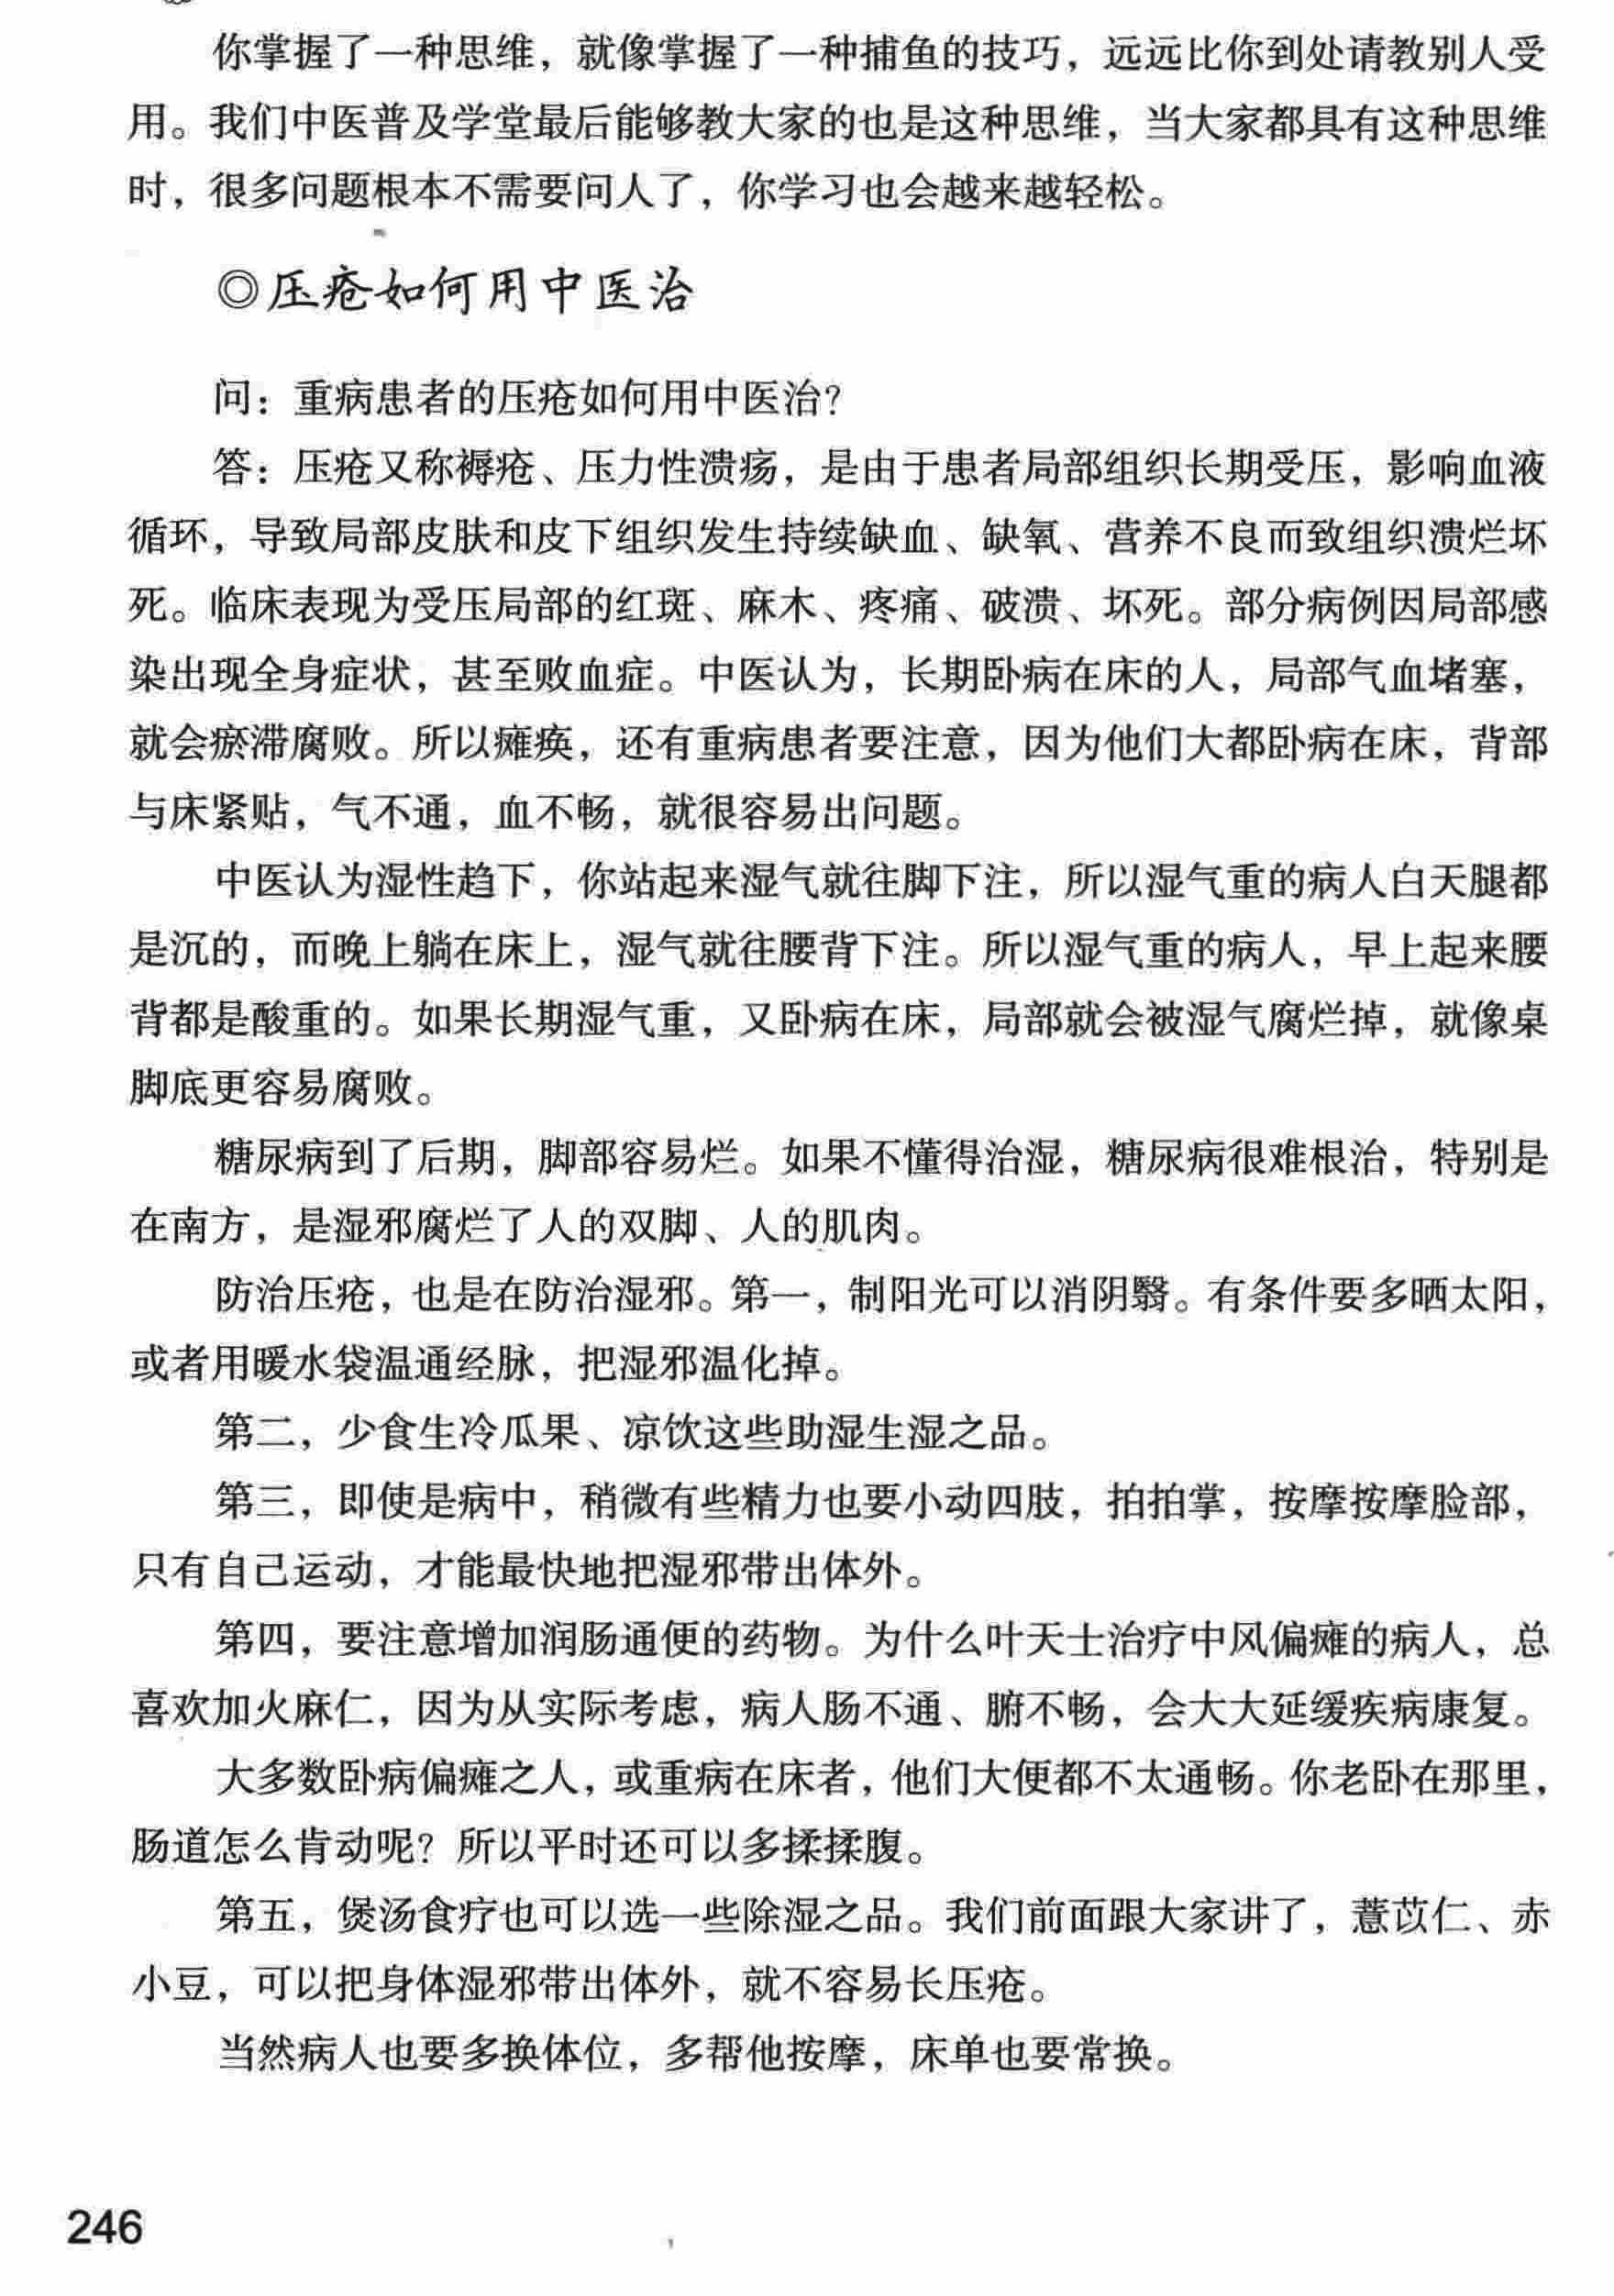 你掌握了一种思维，就像掌握了一种捕鱼的技巧，远远比你到处请教别人受
用。我们中医普及学堂最后能够教大家的也是这种思维，当大家都具有这种思维
时，很多问题根本不需要问人了，你学习也会越来越轻松。
◎压疮如何用中医治
问：重病患者的压疮如何用中医治？
答：压疮又称褥疮、压力性溃疡，是由于患者局部组织长期受压，影响血液
循环，导致局部皮肤和皮下组织发生持续缺血、缺氧、营养不良而致组织溃烂坏
死。临床表现为受压局部的红斑、麻木、疼痛、破溃、坏死。部分病例因局部感
染出现全身症状，甚至败血症。中医认为，长期卧病在床的人，局部气血堵塞，
就会瘀滞腐败。所以瘫痪，还有重病患者要注意，因为他们大都卧病在床，背部
与床紧贴，气不通，血不畅，就很容易出问题。
中医认为湿性趋下，你站起来湿气就往脚下注，所以湿气重的病人白天腿都
是沉的，而晚上躺在床上，湿气就往腰背下注。所以湿气重的病人，早上起来腰
背都是酸重的。如果长期湿气重，又卧病在床，局部就会被湿气腐烂掉，就像桌
脚底更容易腐败。
糖尿病到了后期，脚部容易烂。如果不懂得治湿，糖尿病很难根治，特别是
在南方，是湿邪腐烂了人的双脚、人的肌肉。
防治压疮，也是在防治湿邪。第一，制阳光可以消阴翳。有条件要多晒太阳，
或者用暖水袋温通经脉，把湿邪温化掉。
第二，少食生冷瓜果、凉饮这些助湿生湿之品。
第三，即使是病中，稍微有些精力也要小动四肢，拍拍掌，按摩按摩脸部，
只有自己运动，才能最快地把湿邪带出体外。
第四，要注意增加润肠通便的药物。为什么叶天士治疗中风偏瘫的病人，总
喜欢加火麻仁，因为从实际考虑，病人肠不通、腑不畅，会大大延缓疾病康复。
大多数卧病偏瘫之人，或重病在床者，他们大便都不太通畅。你老卧在那里，
肠道怎么肯动呢？所以平时还可以多揉揉腹。
第五，煲汤食疗也可以选一些除湿之品。我们前面跟大家讲了，薏苡仁、赤
小豆，可以把身体湿邪带出体外，就不容易长压疮。
当然病人也要多换体位，多帮他按摩，床单也要常换。
246